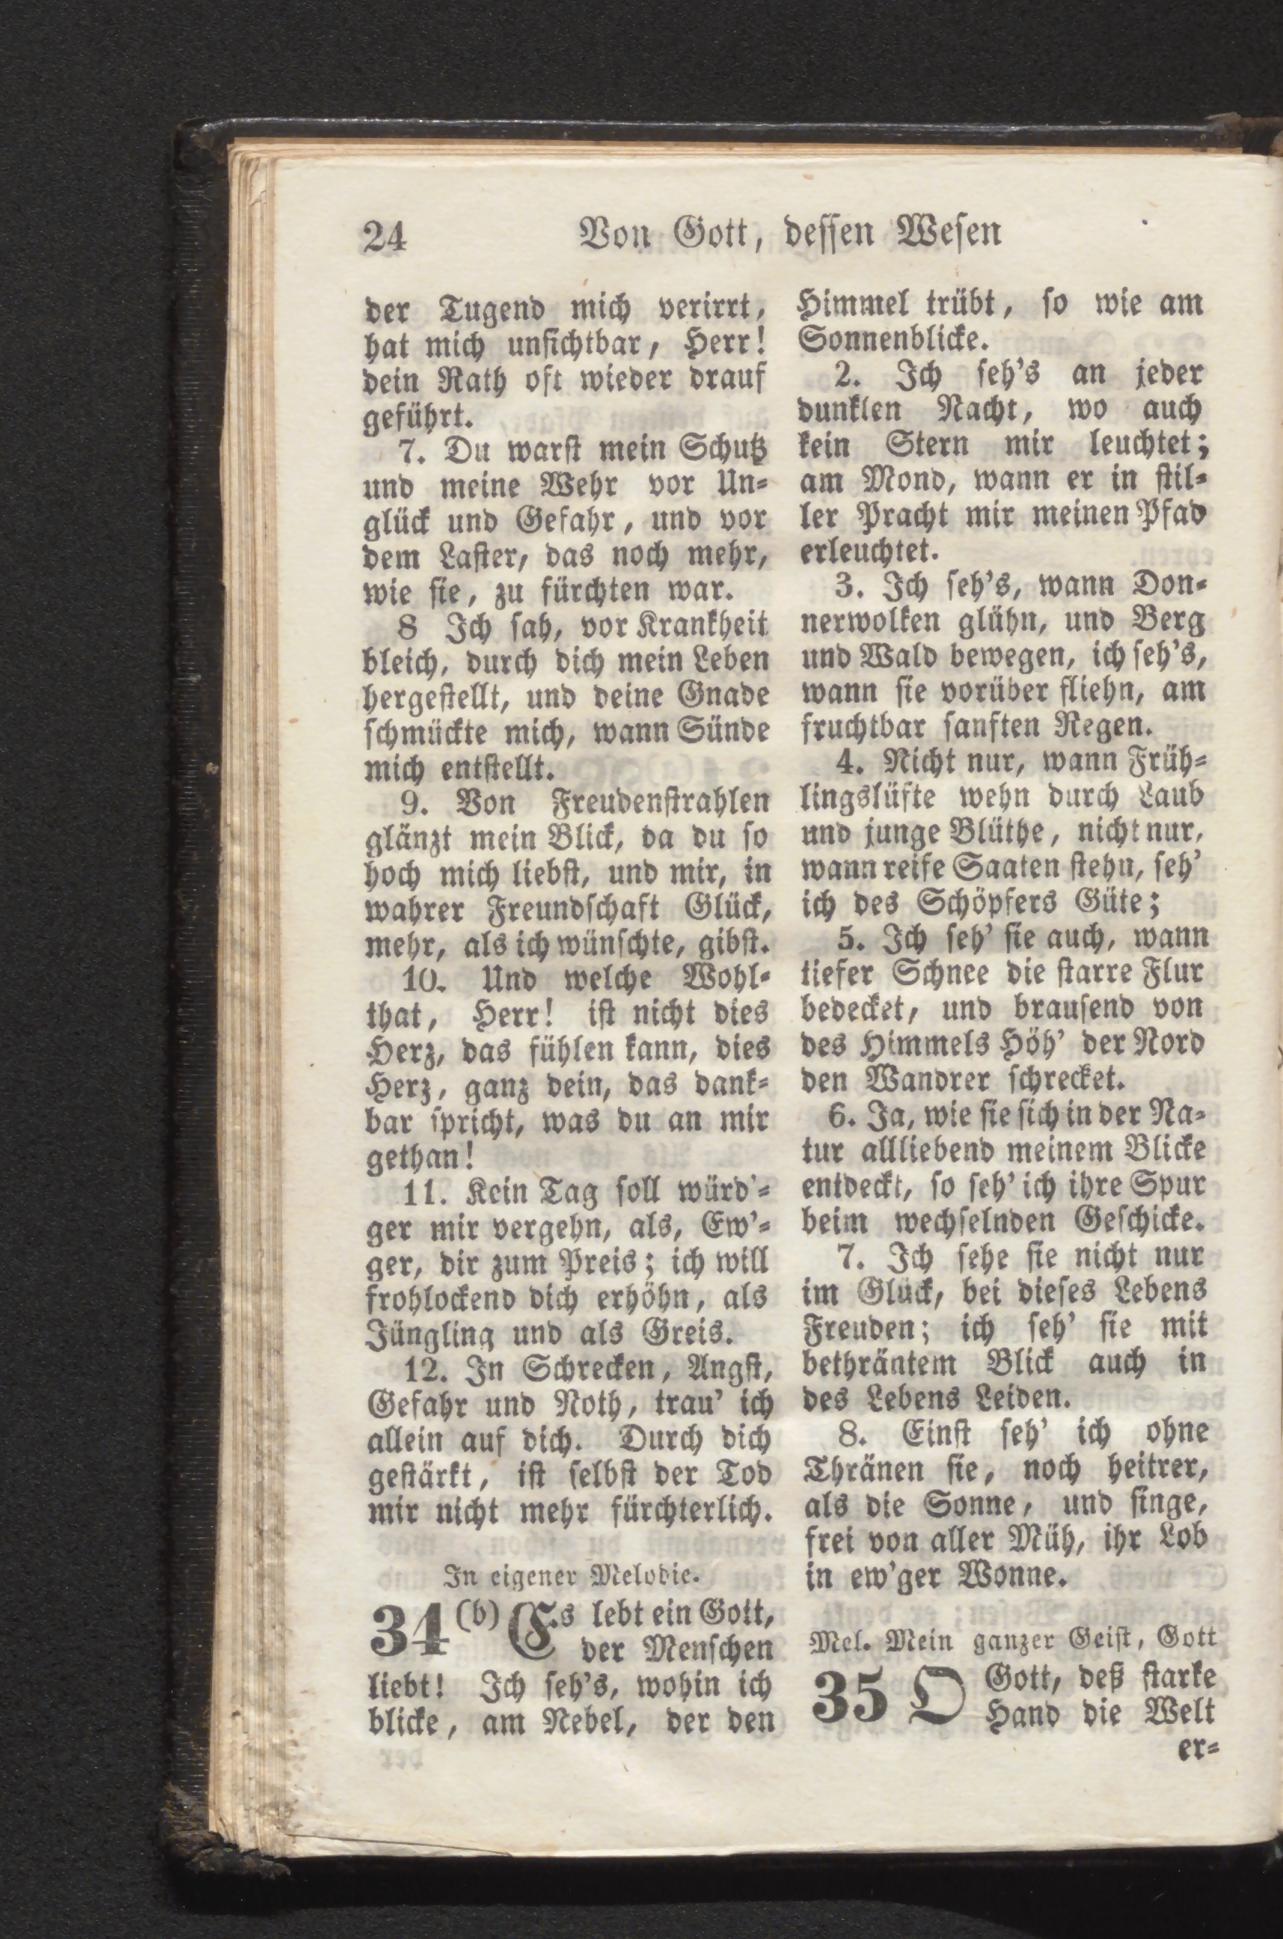 24 Von Gott, dessen Wesen
der Tugend mich verirrt,
hat mich unsichtbar, Herr!
dein Rath oft wieder drauf
geführt.
7. Du warst mein Schutz
und meine Wehr vor Un-
glück und Gefahr, und vor
dem Laster, das noch mehr,
wie sie, zu fürchten war.
8 Ich sah, vor Krankheit
bleich, durch dich mein Leben
hergestellt, und deine Gnade
schmückte mich, wann Sünde
mich entstellt.
9. Von Freudenstrahlen
glänzt mein Blick, da du so
hoch mich liebst, und mir, in
wahrer Freundschaft Glück,
mehr, als ich wünschte, gibst.
10. Und welche Wohl-
that, Herr! ist nicht dies
Herz, das fühlen kann, dies
Herz, ganz dein, das dank-
bar spricht, was du an mir
gethan!
11. Kein Tag soll würd'-
ger mir vergehn, als, Ew'-
ger, dir zum Preis; ich will
frohlockend dich erhöhn, als
Jüngling und als Greis.
12. In Schrecken, Angst,
Gefahr und Noth, trau' ich
allein auf dich. Durch dich
gestärkt, ist selbst der Tod
mir nicht mehr fürchterlich.
In eigener Melodie.
34 (b) Es lebt ein Gott,
der Menschen
liebt! Ich seh's, wohin ich
blicke, am Nebel, der den
Himmel trübt, so wie am
Sonnenblicke.
2. Ich seh's an jeder
dunklen Nacht, wo auch
kein Stern mir leuchtet;
am Mond, wann er in stil-
ler Pracht mir meinen Pfad
erleuchtet.
3. Ich seh's, wann Don-
nerwolken glühn, und Berg
und Wald bewegen, ich seh's,
wann sie vorüber fliehn, am
fruchtbar sanften Regen.
4. Nicht nur, wann Früh-
lingslüfte wehn durch Laub
und junge Blüthe, nicht nur,
wann reife Saaten stehn, seh'
ich des Schöpfers Güte;
5. Ich seh' sie auch, wann
tiefer Schnee die starre Flur
bedecket, und brausend von
des Himmels Höh' der Nord
den Wandrer schrecket.
6. Ja, wie sie sich in der Na-
tur allliebend meinem Blicke
entdeckt, so seh' ich ihre Spur
beim wechselnden Geschicke.
7. Ich sehe sie nicht nur
im Glück, bei dieses Lebens
Freuden; ich seh' sie mit
bethräntem Blick auch in
des Lebens Leiden.
8. Einst seh' ich ohne
Thränen sie, noch heitrer,
als die Sonne, und singe,
frei von aller Müh, ihr Lob
in ew'ger Wonne.
Mel. Mein ganzer Geist, Gott
35 O Gott, deß starke
Hand die Welt
er-